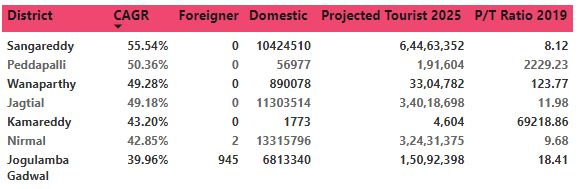 District CAGR Foreigner Domestic Projected Tourist 2025 P/T Ratio 2019
Sangareddy 55.54% 0 10424510 6,44,63,352 8.12
Peddapalli 50.36% 0 56977 1,91,604 2229.23
Wanaparthy 49.28% 0 890078 33,04,782 123.77
Jagtial 49.18% 0 11303514 3,40,18,698 11.98
Kamareddy 43.20% 0 1773 4,604 69218.86
Nirmal 42.85% 2 13315796 3,24,31,375 9.68
Jogulamba 39.96% 945 6813340 1,50,92,398 18.41
Gadwal